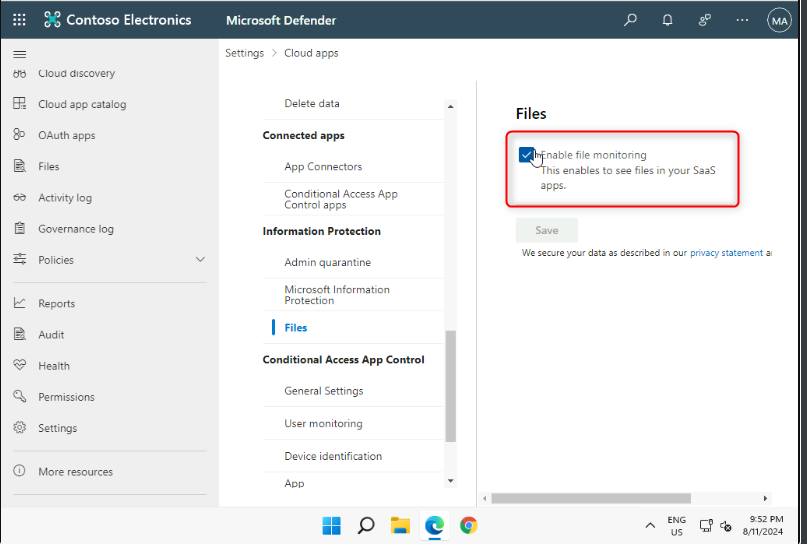 Contoso Electronics
Microsoft Defender
MA
Settings > Cloud apps
Cloud discovery
Cloud app catalog
OAuth apps
Files
Activity log
Governance log
Policies
Reports
Audit
Health
Permissions
Settings
More resources
Delete data
Connected apps
App Connectors
Conditional Access App
Control apps
Information Protection
Admin quarantine
Microsoft Information
Protection
Files
Conditional Access App Control
General Settings
User monitoring
Device identification
App
Files
Enable file monitoring
This enables to see files in your SaaS
apps.
Save
We secure your data as described in our privacy statement
ENG
US
9:52 PM
8/11/2024